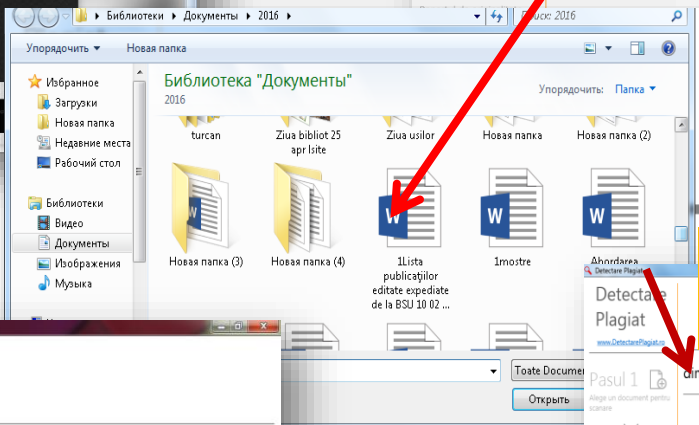 Библиотеки ▸ Документы ▸ 2016 ▸
Поиск: 2016
Упорядочить ▼ Новая папка
Избранное
Загрузки
Новая папка
Недавние места
Рабочий стол
Библиотеки
Видео
Документы
Изображения
Музыка
Библиотека "Документы"
2016
Упорядочить: Папка ▼
turcan
Ziua bibliot 25
apr lsite
Ziua usilor
Новая папка
Новая папка (2)
Новая папка (3)
Новая папка (4)
1Lista
publicaţiilor
editate expediate
de la BSU 10 02 ...
1mostre
Abordarea
Toate Docume
Открыть
Detectare Plagiat
Detectare
Plagiat
www.DetectarePlagiat.ro
Pasul 1
Alege un document pentru
scanare